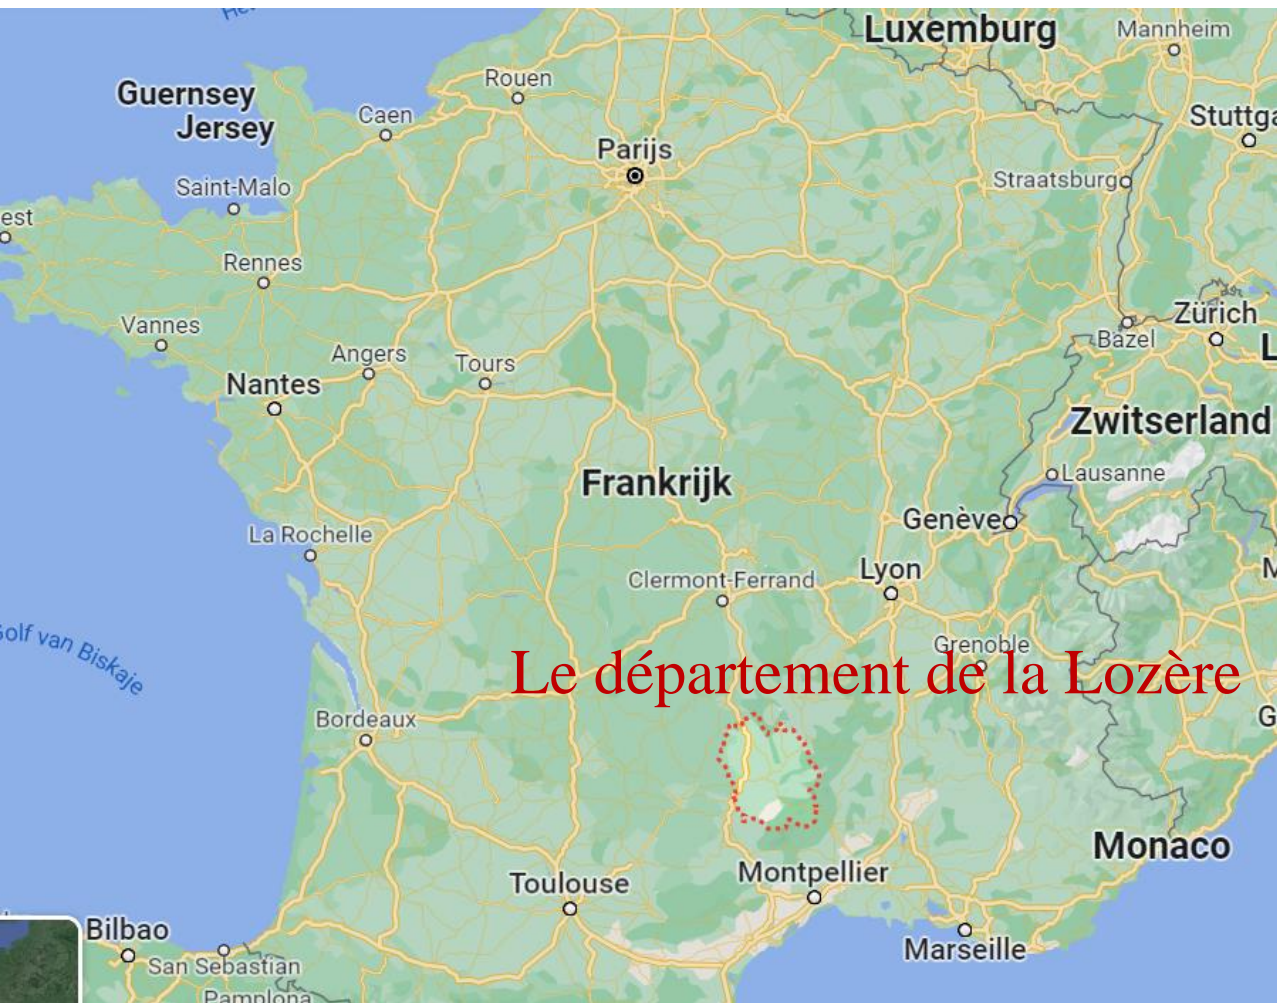 Luxemburg
Mannheim
Rouen
Guernsey
Jersey
Caen
Stuttga
Parijs
Straatsburg
Saint-Malo
est
Rennes
Zürich
Vannes
Bazel
Angers
Tours
L
Nantes
Zwitserland
Lausanne
Frankrijk
Genève
La Rochelle
Lyon
Clermont-Ferrand
Golf van Biskaje
Grenoble
Le département de la Lozère
Bordeaux
G
Monaco
Montpellier
Toulouse
Bilbao
Marseille
San Sebastian
Pamplona